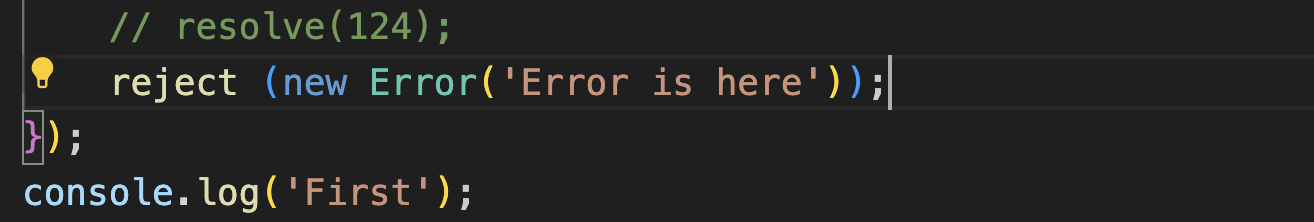 // resolve(124);
reject (new Error('Error is here'));
});
console.log('First');